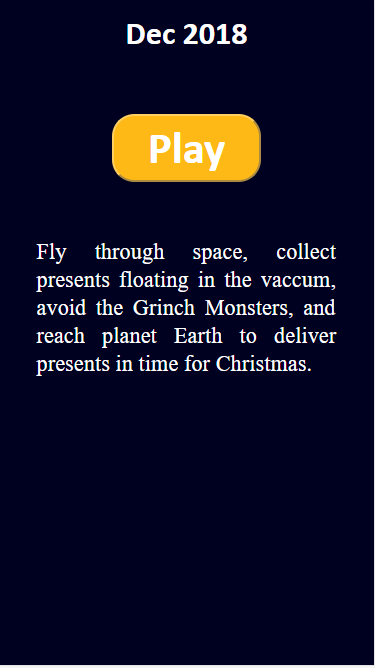 Dec 2018
Play
Fly through space, collect
presents floating in the vaccum,
avoid the Grinch Monsters, and
reach planet Earth to deliver
presents in time for Christmas.